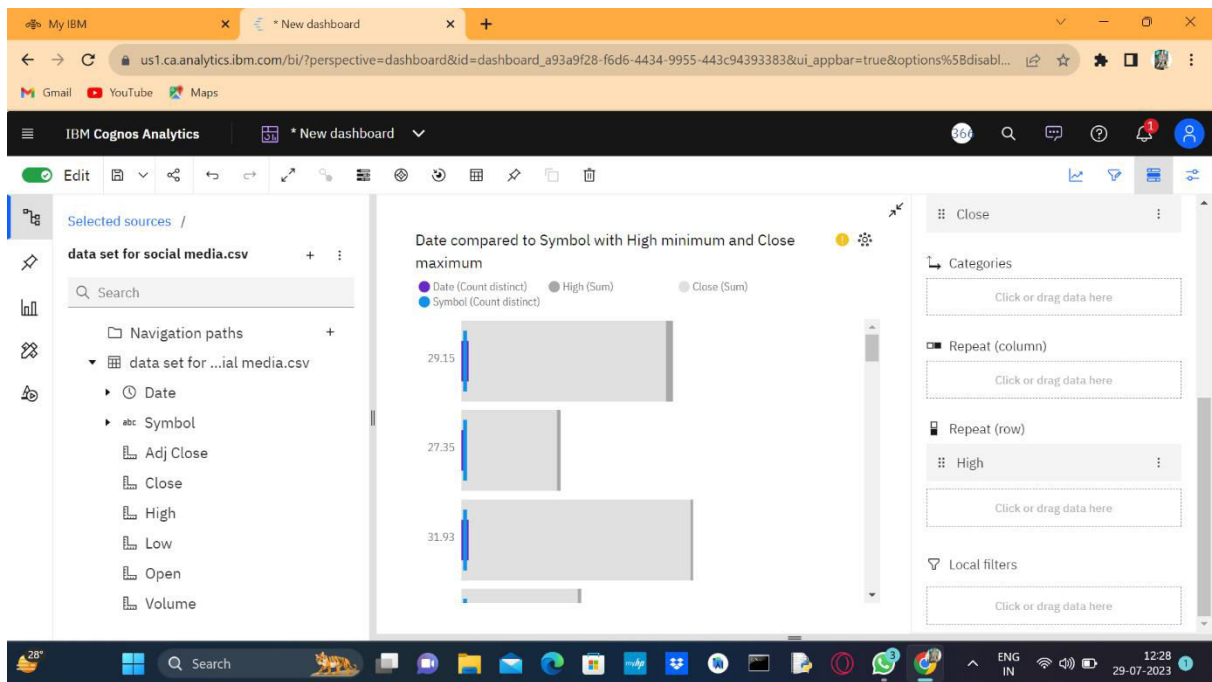 My IBM
* New dashboard
us1.ca.analytics.ibm.com/bi/?perspective=dashboard&id=dashboard_a93a9f28-f6d6-4434-9955-443c94393383&ui_appbar=true&options%5Bdisabl...
Gmail
YouTube
Maps
IBM Cognos Analytics
* New dashboard
366
1
Edit
Selected sources /
data set for social media.csv
Search
Navigation paths
data set for ...ial media.csv
Date
abc Symbol
Adj Close
Close
High
Low
Open
Volume
Date compared to Symbol with High minimum and Close
maximum
Date (Count distinct)
High (Sum)
Close (Sum)
Symbol (Count distinct)
29.15
27.35
31.93
Close
Categories
Click or drag data here
Repeat (column)
Click or drag data here
Repeat (row)
High
Click or drag data here
Local filters
Click or drag data here
28°
Search
myhp
3
ENG
IN
12:28
29-07-2023
1